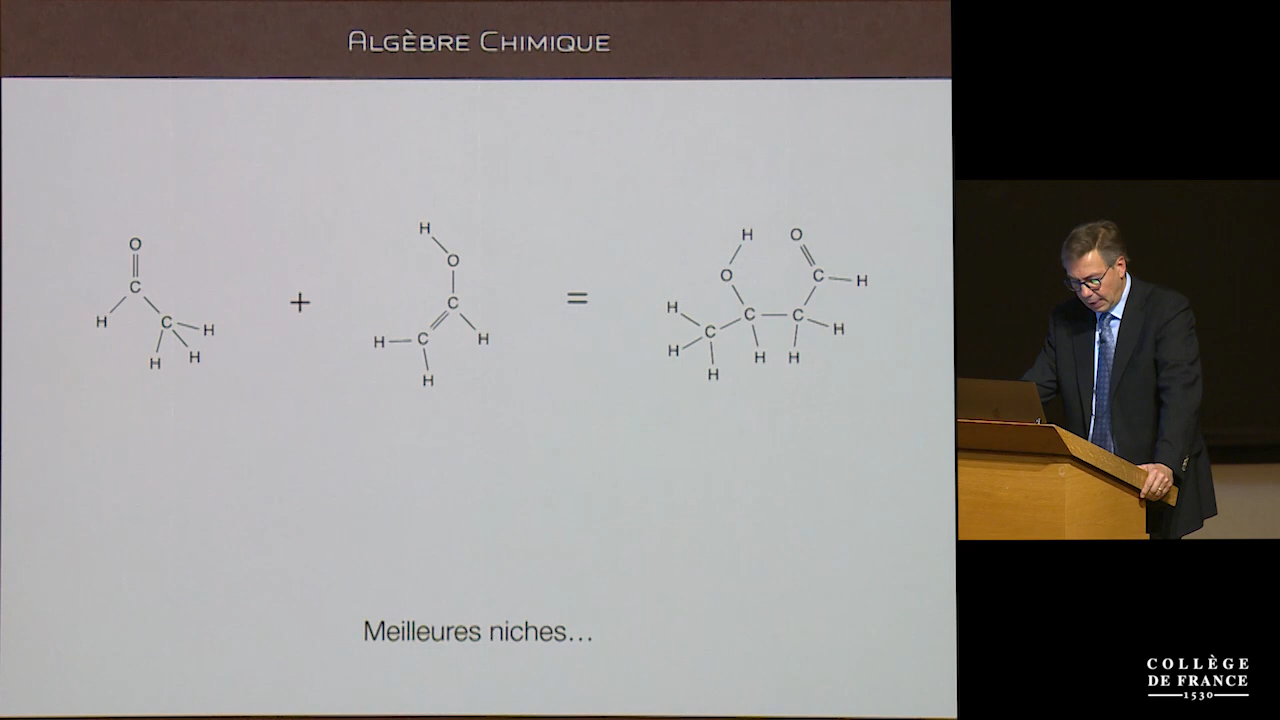 ALGÈBRE CHIMIQUE
O
C
H C H
H H
+
H
O
C
H C H
H
=
H O
O C H
H C C
C H
H H H
H
Meilleures niches…
COLLÈGE
DE FRANCE
1530